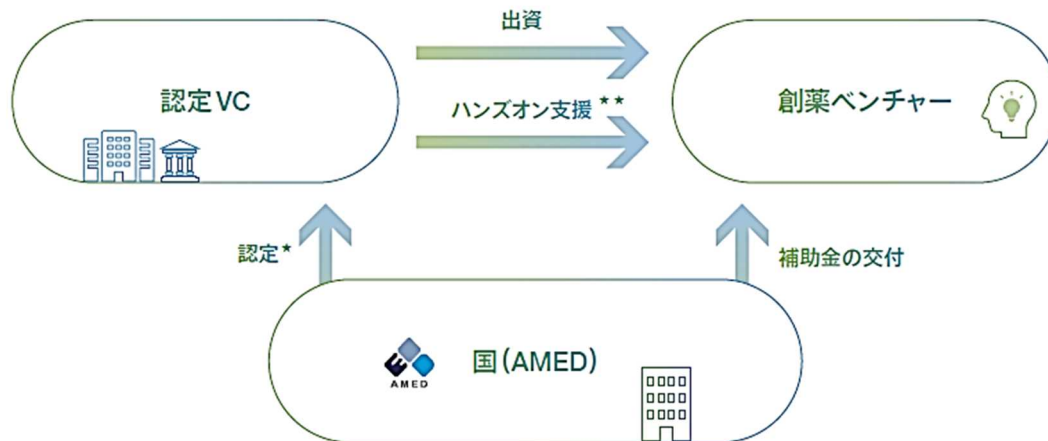 出資
認定VC
ハンズオン支援 ★★
創薬ベンチャー
認定★
補助金の交付
AMED
国(AMED)